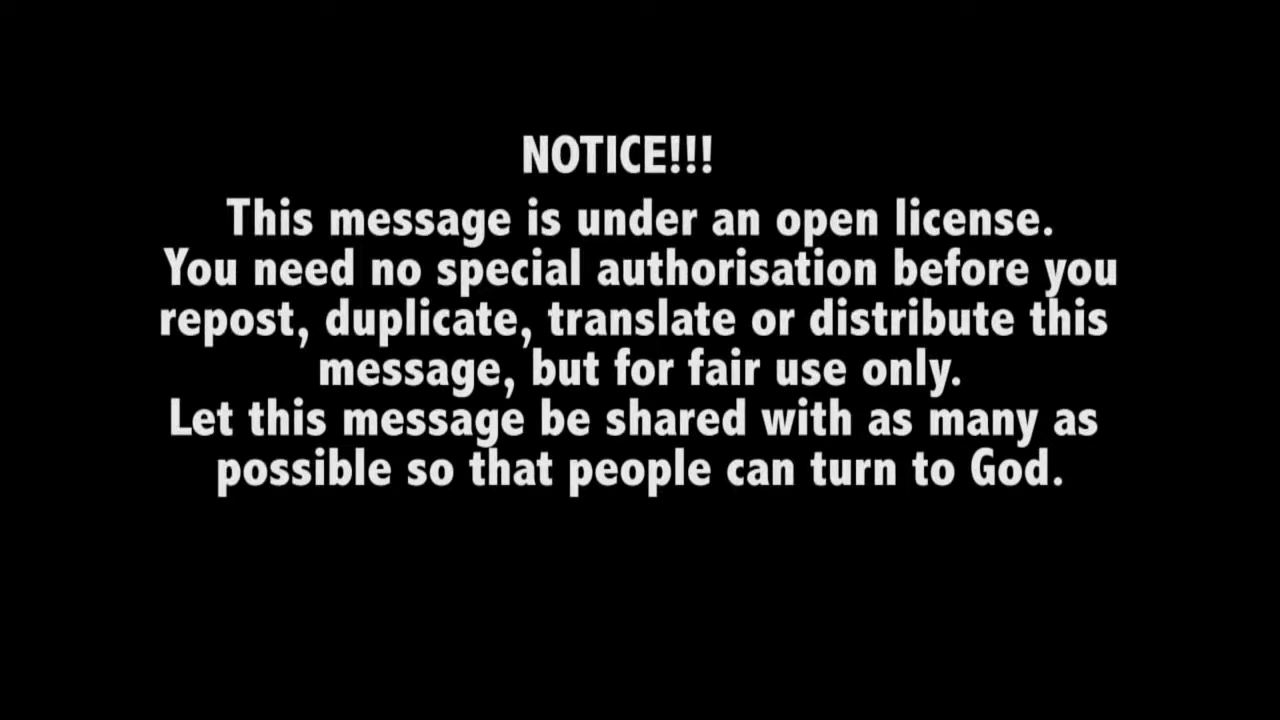 NOTICE!!!
This message is under an open license.
You need no special authorisation before you
repost, duplicate, translate or distribute this
message, but for fair use only.
Let this message be shared with as many as
possible so that people can turn to God.